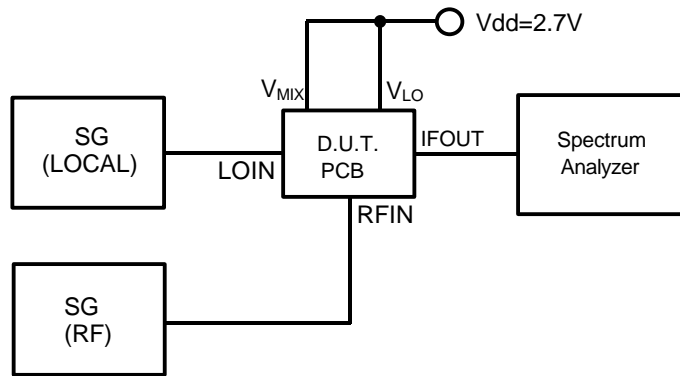 Vdd=2.7V
VMIX
VLO
SG
(LOCAL)
LOIN
D.U.T.
PCB
IFOUT
Spectrum
Analyzer
RFIN
SG
(RF)